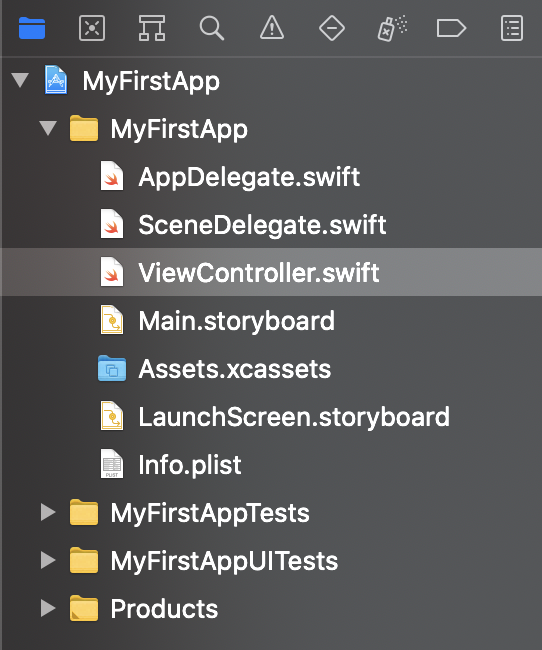 MyFirstApp
MyFirstApp
AppDelegate.swift
SceneDelegate.swift
ViewController.swift
Main.storyboard
Assets.xcassets
LaunchScreen.storyboard
PLIST Info.plist
MyFirstAppTests
MyFirstAppUITests
Products